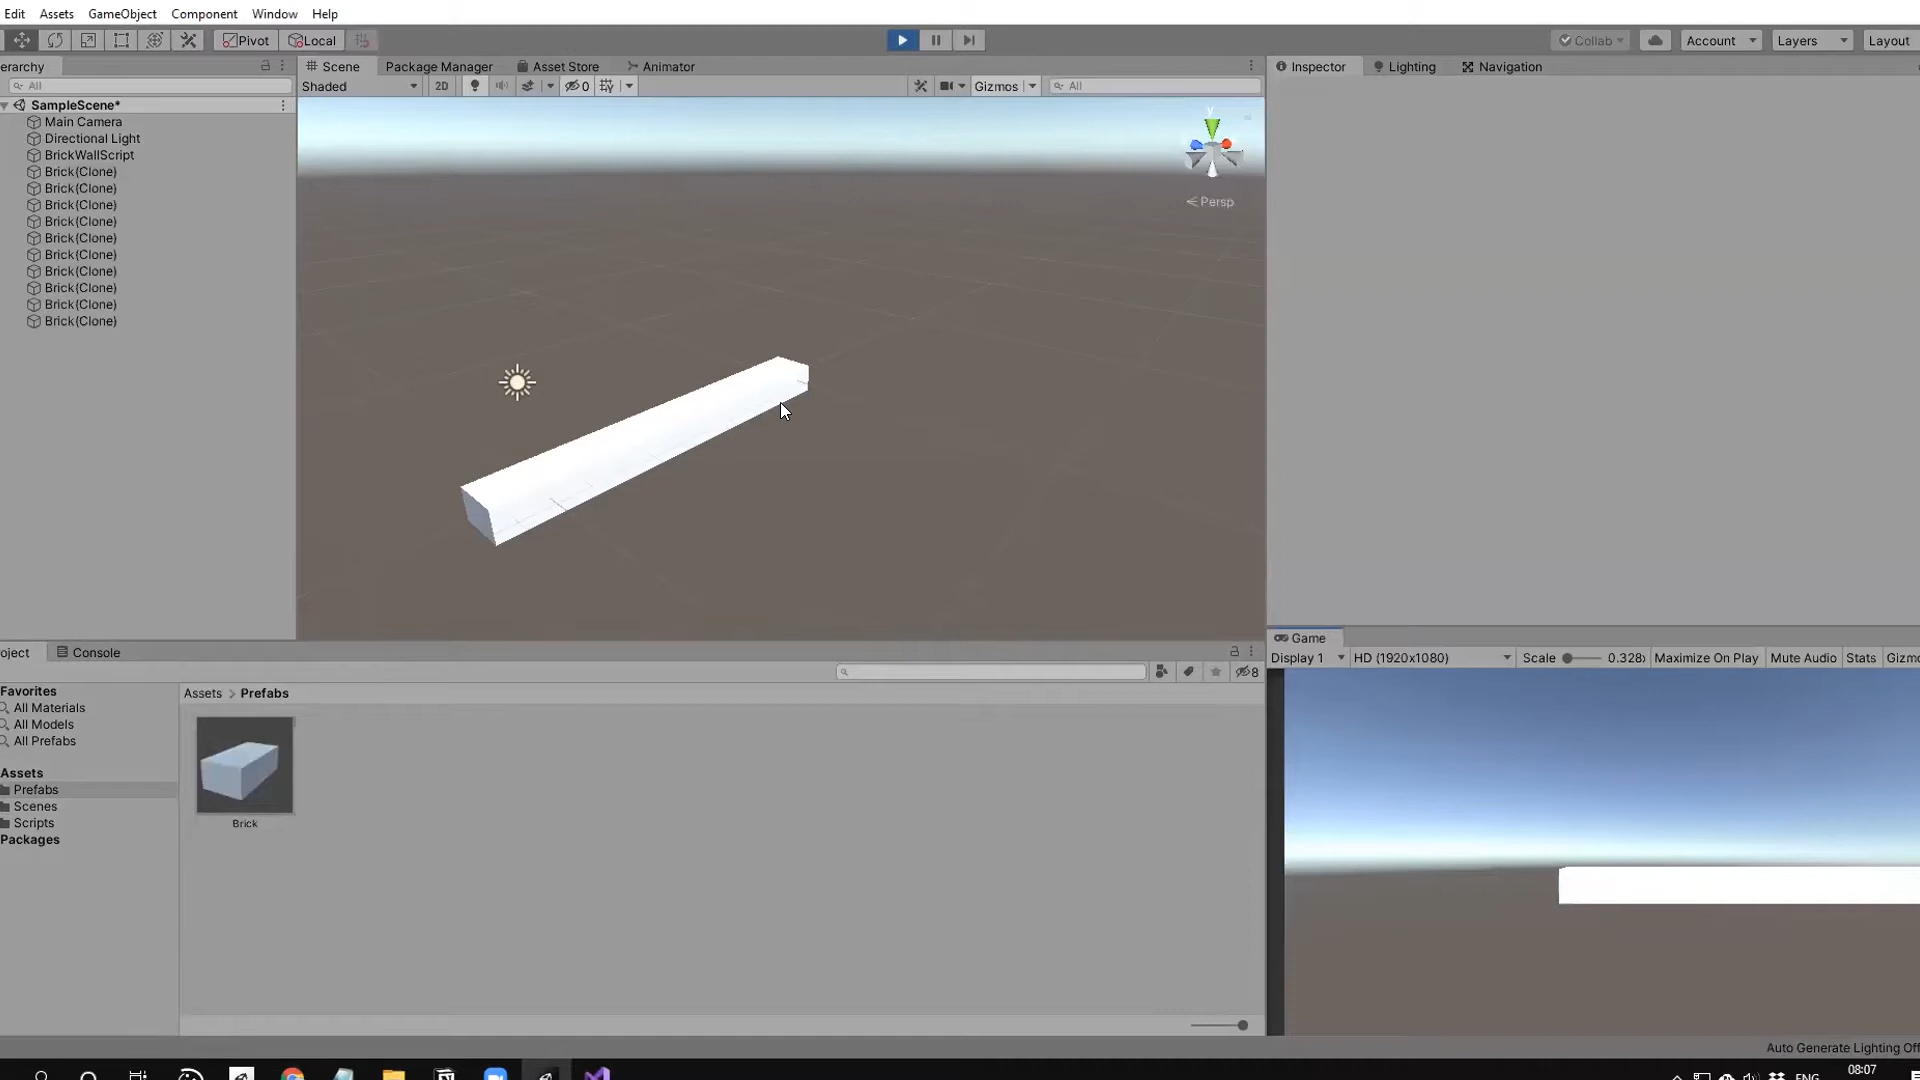 Edit Assets GameObject Component Window Help
Pivot Local Collab Account Layers Layout
erarchy Scene Package Manager Asset Store Animator Inspector Lighting Navigation
All Shaded 2D 0 Gizmos All
SampleScene*
Main Camera
Directional Light
BrickWallScript
Brick(Clone)
Brick(Clone)
Brick(Clone)
Brick(Clone)
Brick(Clone)
Brick(Clone)
Brick(Clone)
Brick(Clone)
Brick(Clone)
Brick(Clone)
y
Persp
Game
Display 1 HD (1920x1080) Scale 0.328x Maximize On Play Mute Audio Stats Gizmo
oject Console
8
Favorites
All Materials
All Models
All Prefabs
Assets
Prefabs
Scenes
Scripts
Packages
Assets > Prefabs
Brick
Auto Generate Lighting Off
ENG 08:07